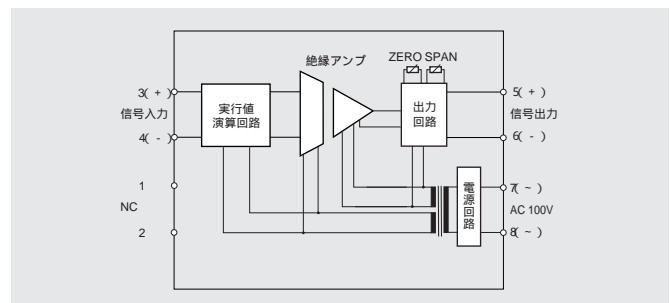 絶縁アンプ
ZERO SPAN
3( + )
信号入力
4( - )
実行値
演算回路
出力
回路
5( + )
信号出力
6( - )
1
NC
2
電源回路
7( ~ )
AC 100V
8( ~ )